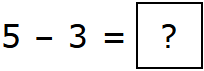 5 – 3 = ?